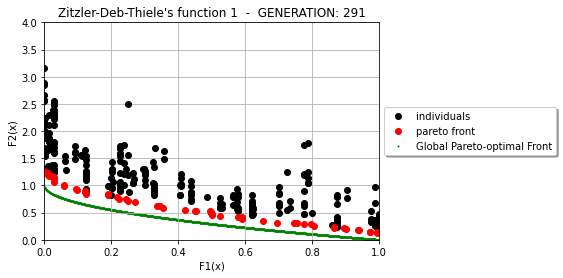 Zitzler-Deb-Thiele's function 1 - GENERATION: 291
4.0
3.5
3.0
2.5
2.0
1.5
1.0
0.5
0.0
F2(x)
0.0 0.2 0.4 0.6 0.8 1.0
F1(x)
individuals
pareto front
Global Pareto-optimal Front